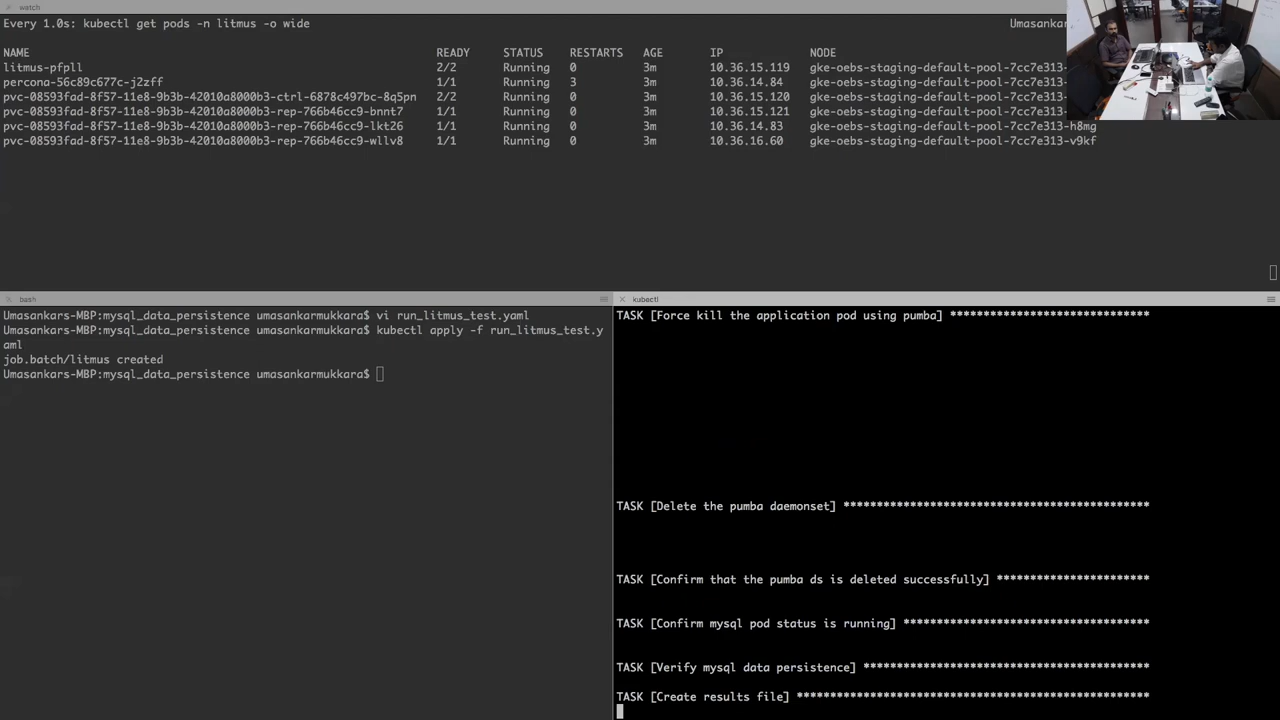 watch
Every 1.0s: kubectl get pods -n litmus -o wide Umasankar
NAME READY STATUS RESTARTS AGE IP NODE
litmus-pfpll 2/2 Running 0 3m 10.36.15.119 gke-oebs-staging-default-pool-7cc7e313-
percona-56c89c677c-j2zff 1/1 Running 3 3m 10.36.14.84 gke-oebs-staging-default-pool-7cc7e313-
pvc-08593fad-8f57-11e8-9b3b-42010a8000b3-ctrl-6878c497bc-8q5pn 2/2 Running 0 3m 10.36.15.120 gke-oebs-staging-default-pool-7cc7e313-
pvc-08593fad-8f57-11e8-9b3b-42010a8000b3-rep-766b46cc9-bnnt7 1/1 Running 0 3m 10.36.15.121 gke-oebs-staging-default-pool-7cc7e313-
pvc-08593fad-8f57-11e8-9b3b-42010a8000b3-rep-766b46cc9-lkt26 1/1 Running 0 3m 10.36.14.83 gke-oebs-staging-default-pool-7cc7e313-h8mg
pvc-08593fad-8f57-11e8-9b3b-42010a8000b3-rep-766b46cc9-wllv8 1/1 Running 0 3m 10.36.16.60 gke-oebs-staging-default-pool-7cc7e313-v9kf
bash
Umasankars-MBP:mysql_data_persistence umasankarmukkara$ vi run_litmus_test.yaml
Umasankars-MBP:mysql_data_persistence umasankarmukkara$ kubectl apply -f run_litmus_test.y
aml
job.batch/litmus created
Umasankars-MBP:mysql_data_persistence umasankarmukkara$
kubectl
TASK [Force kill the application pod using pumba] ******************************
TASK [Delete the pumba daemonset] **********************************************
TASK [Confirm that the pumba ds is deleted successfully] ***********************
TASK [Confirm mysql pod status is running] *************************************
TASK [Verify mysql data persistence] *******************************************
TASK [Create results file] *****************************************************